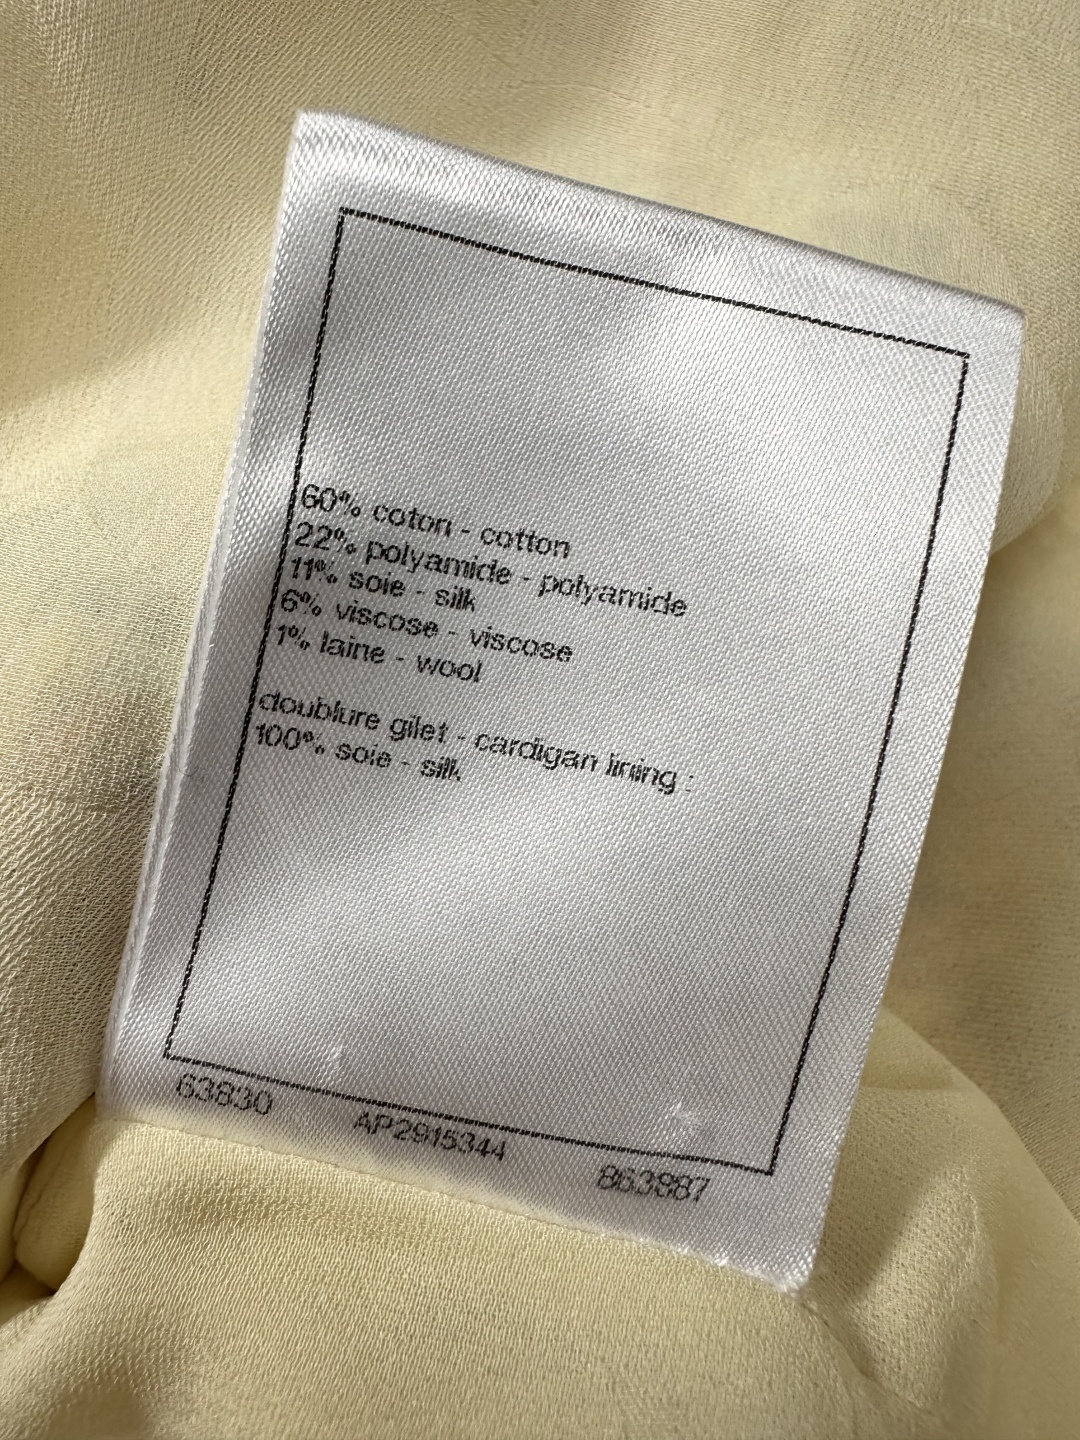 60% coton - cotton
22% polyamide - polyamide
11% soie - silk
6% viscose - viscose
1% laine - wool
doublure gilet - cardigan lining :
100% soie - silk
63830 AP2915344 863887